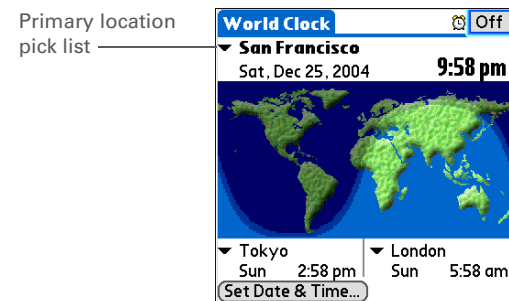 Primary location
pick list
World Clock
Off
San Francisco
Sat, Dec 25, 2004
9:58 pm
Tokyo
Sun 2:58 pm
London
Sun 5:58 am
Set Date & Time...